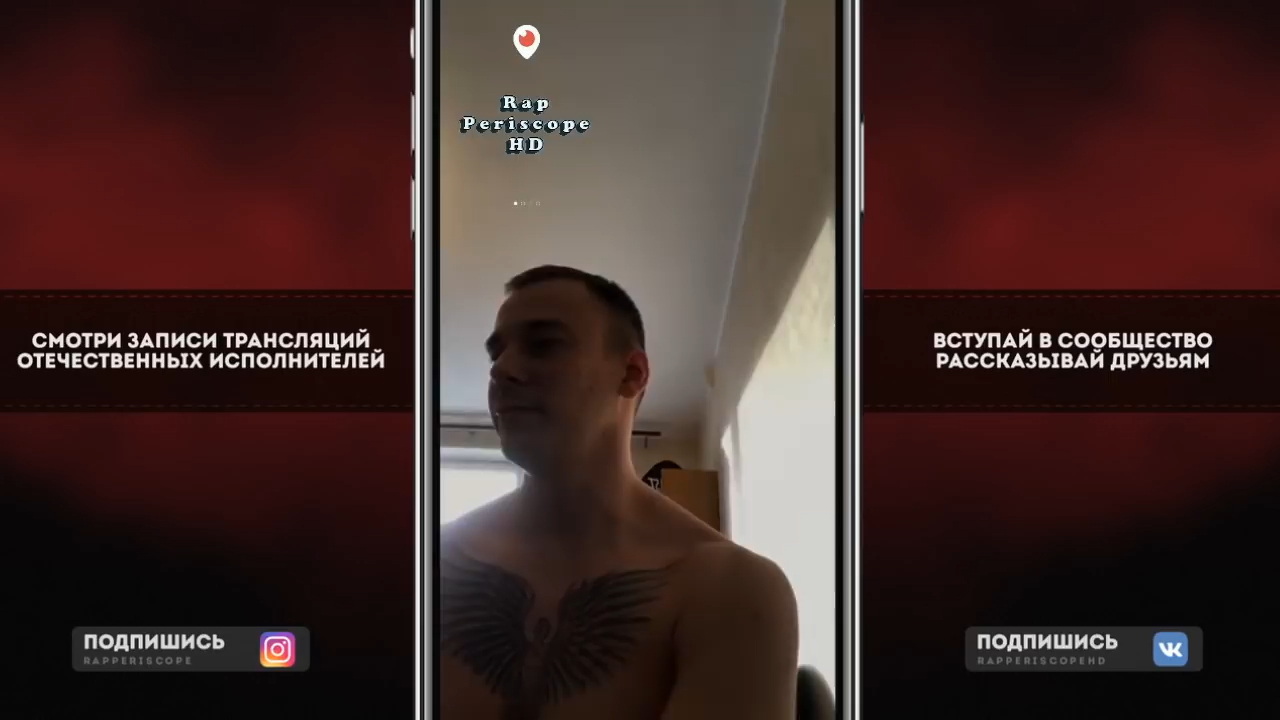 Rap
Periscope
HD
СМОТРИ ЗАПИСИ ТРАНСЛЯЦИЙ
ОТЕЧЕСТВЕННЫХ ИСПОЛНИТЕЛЕЙ
ВСТУПАЙ В СООБЩЕСТВО
РАССКАЗЫВАЙ ДРУЗЬЯМ
ПОДПИШИСЬ
RAPPERISCOPE
ПОДПИШИСЬ
RAPPERISCOPEHD